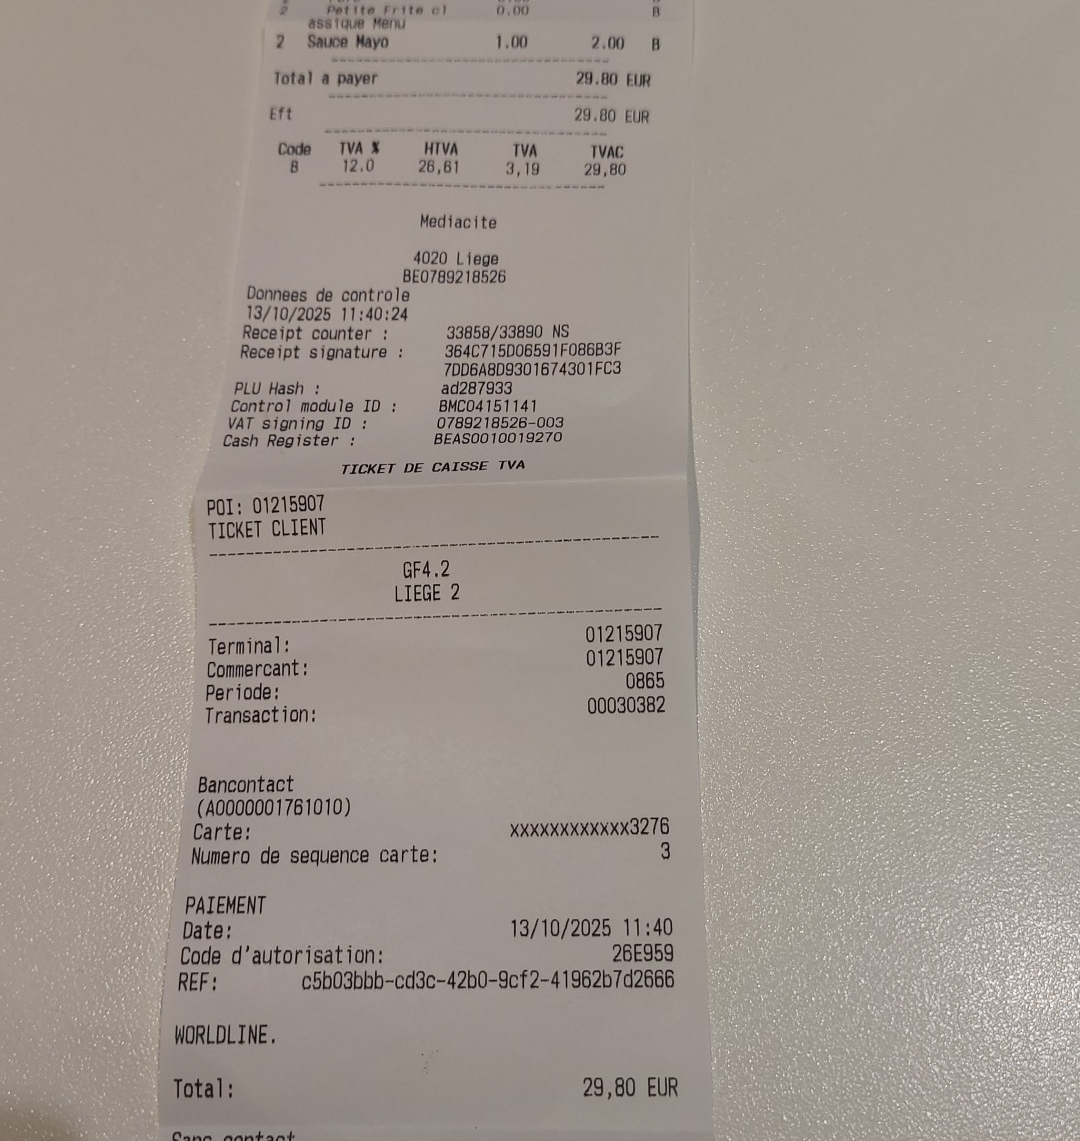 2 Petite Frite cl 0.00 B
assique Menu
2 Sauce Mayo 1.00 2.00 B
Total a payer 29.80 EUR
Eft 29.80 EUR
Code TVA % HTVA TVA TVAC
B 12.0 26,61 3,19 29,80
Mediacite
4020 Liege
BE0789218526
Donnees de controle
13/10/2025 11:40:24
Receipt counter : 33858/33890 NS
Receipt signature : 364C715D06591F086B3F
7DD6A8D9301674301FC3
PLU Hash : ad287933
Control module ID : BMC04151141
VAT signing ID : 0789218526-003
Cash Register : BEAS0010019270
TICKET DE CAISSE TVA
POI: 01215907
TICKET CLIENT
GF4.2
LIEGE 2
Terminal: 01215907
Commercant: 01215907
Periode: 0865
Transaction: 00030382
Bancontact
(A0000001761010)
Carte: xxxxxxxxxxxxx3276
Numero de sequence carte: 3
PAIEMENT
Date: 13/10/2025 11:40
Code d'autorisation: 26E959
REF: c5b03bbb-cd3c-42b0-9cf2-41962b7d2666
WORLDLINE.
Total: 29,80 EUR
Sans contact